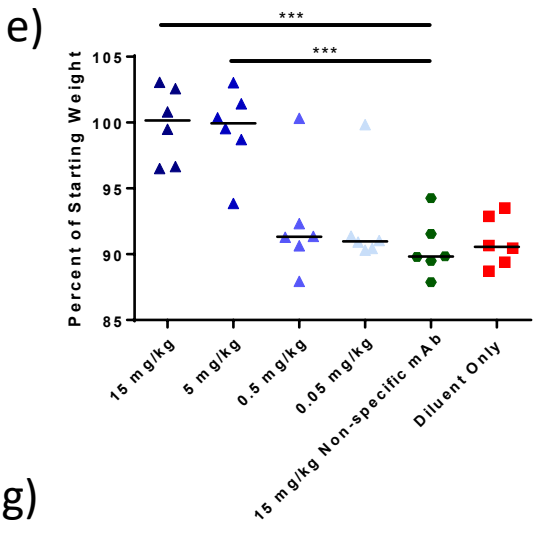 e)
***
***
Percent of Starting Weight
105
100
95
90
85
15 mg/kg
5 mg/kg
0.5 mg/kg
0.05 mg/kg
15 mg/kg Non-specific mAb
Diluent Only
g)